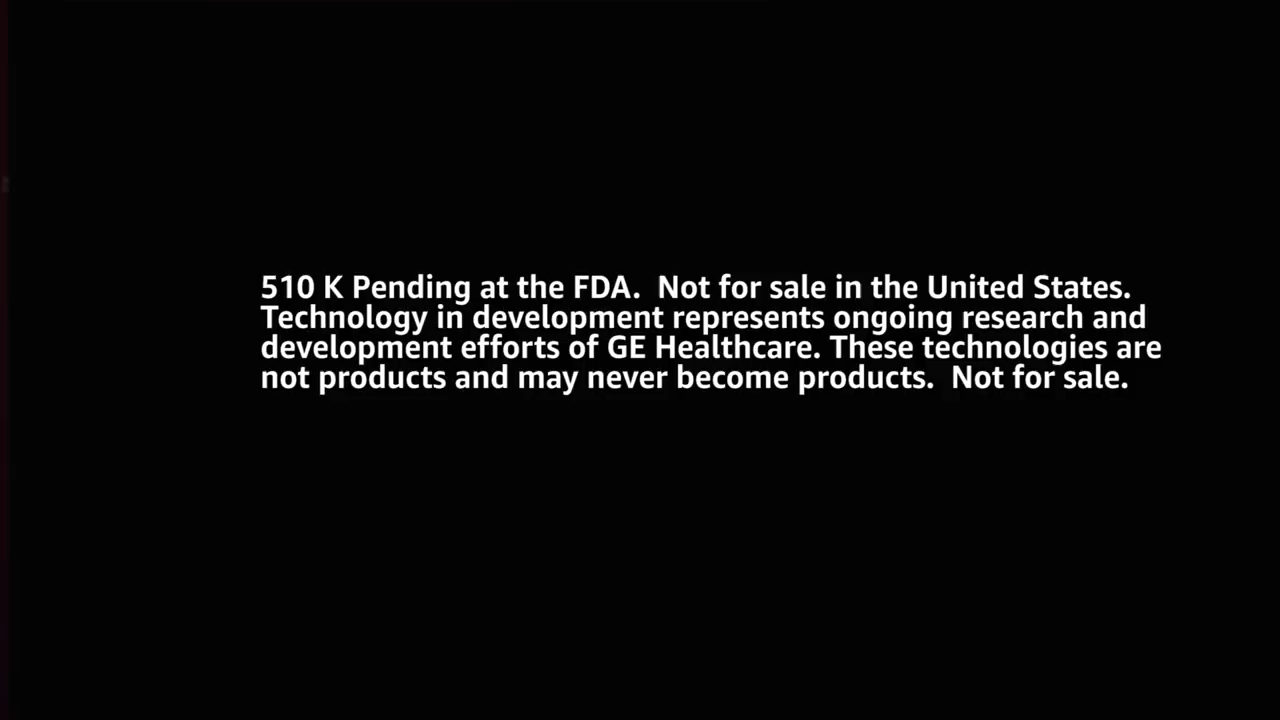 510 K Pending at the FDA.  Not for sale in the United States.
Technology in development represents ongoing research and
development efforts of GE Healthcare. These technologies are
not products and may never become products.  Not for sale.